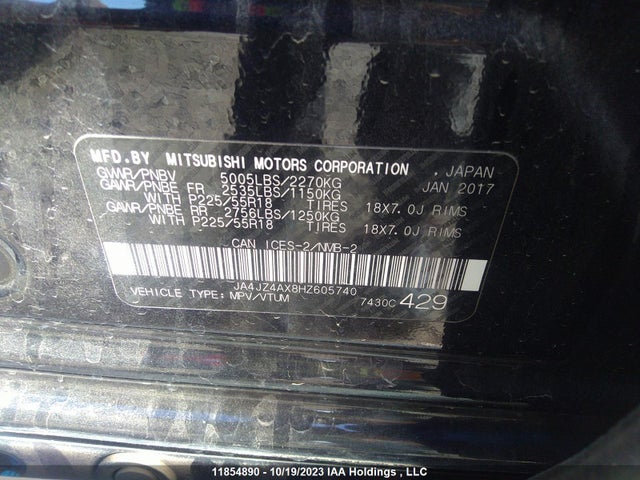 MFD.BY MITSUBISHI MOTORS CORPORATION , JAPAN
GWWR/PNBV 5005LBS/2270KG JAN 2017
GAWR/PNBE FR 2535LBS/1150KG
WITH P225/55R18 TIRES 18X7.0J RIMS
GAWR/PNBE RR 2756LBS/1250KG
WITH P225/55R18 TIRES 18X7.0J RIMS
CAN ICES-2/NMB-2
JA4JZ4AX8HZ605740
VEHICLE TYPE: MPV/VTUM 7430C 429
11854890 - 10/19/2023 IAA Holdings , LLC